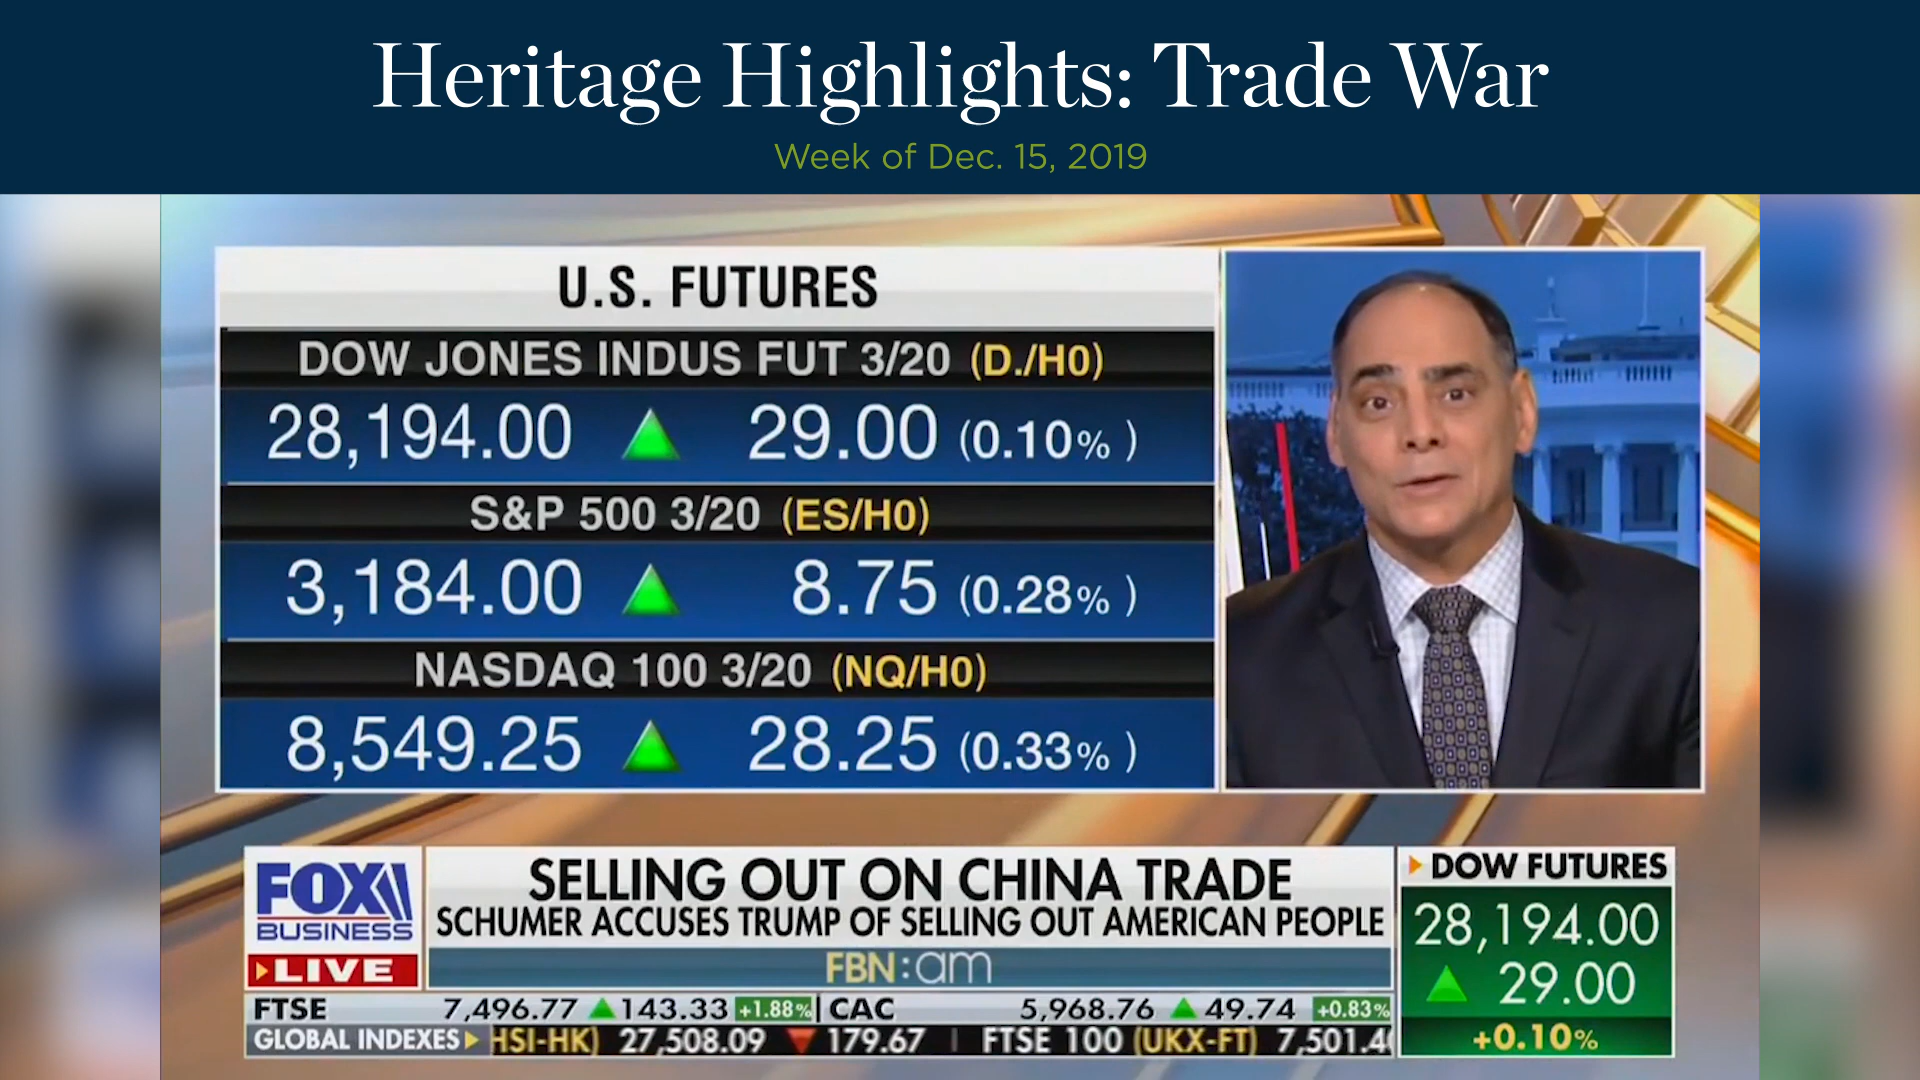 Heritage Highlights: Trade War
Week of Dec. 15, 2019
U.S. FUTURES
DOW JONES INDUS FUT 3/20 (D./H0)
28,194.00 ▲ 29.00 (0.10%)
S&P 500 3/20 (ES/H0)
3,184.00 ▲ 8.75 (0.28%)
NASDAQ 100 3/20 (NQ/H0)
8,549.25 ▲ 28.25 (0.33%)
FOX
BUSINESS
LIVE
SELLING OUT ON CHINA TRADE
SCHUMER ACCUSES TRUMP OF SELLING OUT AMERICAN PEOPLE
FBN:am
DOW FUTURES
28,194.00
▲ 29.00
+0.10%
FTSE 7,496.77 ▲ 143.33 +1.88% | CAC 5,968.76 ▲ 49.74 +0.83%
GLOBAL INDEXES HSI-HK) 27,508.09 ▼ 179.67 | FTSE 100 (UKX-FT) 7,501.4